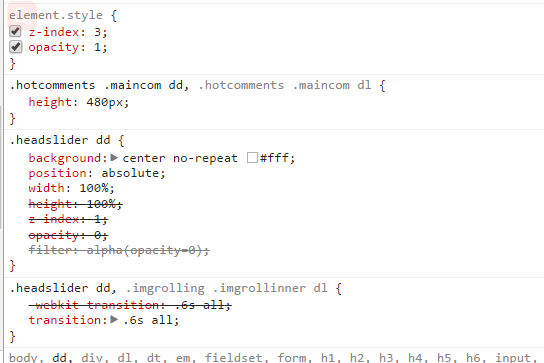 element.style {
z-index: 3;
opacity: 1;
}
.hotcomments .maincom dd, .hotcomments .maincom dl {
height: 480px;
}
.headslider dd {
background: center no-repeat #fff;
position: absolute;
width: 100%;
height: 100%;
z-index: 1;
opacity: 0;
filter: alpha(opacity=0);
}
.headslider dd, .imgrolling .imgrollinner dl {
-webkit-transition: .6s all;
transition: .6s all;
}
body, dd, div, dl, dt, em, fieldset, form, h1, h2, h3, h4, h5, h6, input,